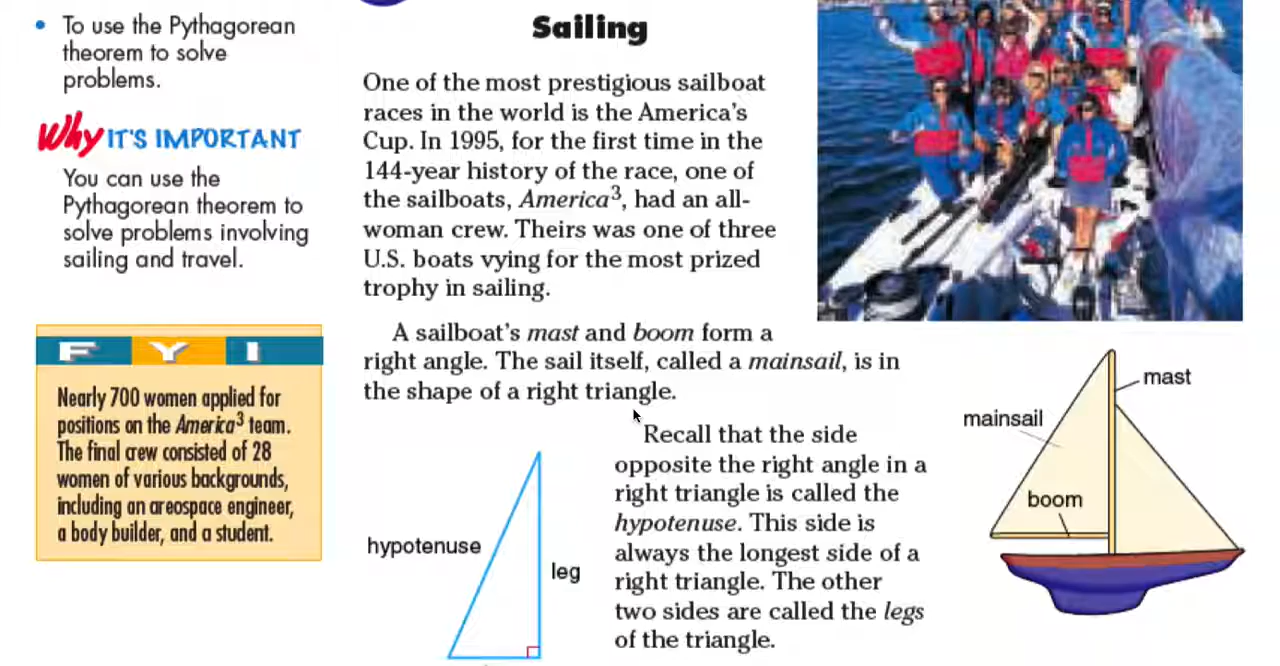 To use the Pythagorean
theorem to solve
problems.
Why IT'S IMPORTANT
You can use the
Pythagorean theorem to
solve problems involving
sailing and travel.
F Y I
Nearly 700 women applied for
positions on the America³ team.
The final crew consisted of 28
women of various backgrounds,
including an areospace engineer,
a body builder, and a student.
Sailing
One of the most prestigious sailboat
races in the world is the America's
Cup. In 1995, for the first time in the
144-year history of the race, one of
the sailboats, America³, had an all-
woman crew. Theirs was one of three
U.S. boats vying for the most prized
trophy in sailing.
A sailboat's mast and boom form a
right angle. The sail itself, called a mainsail, is in
the shape of a right triangle.
hypotenuse
leg
Recall that the side
opposite the right angle in a
right triangle is called the
hypotenuse. This side is
always the longest side of a
right triangle. The other
two sides are called the legs
of the triangle.
mast
mainsail
boom